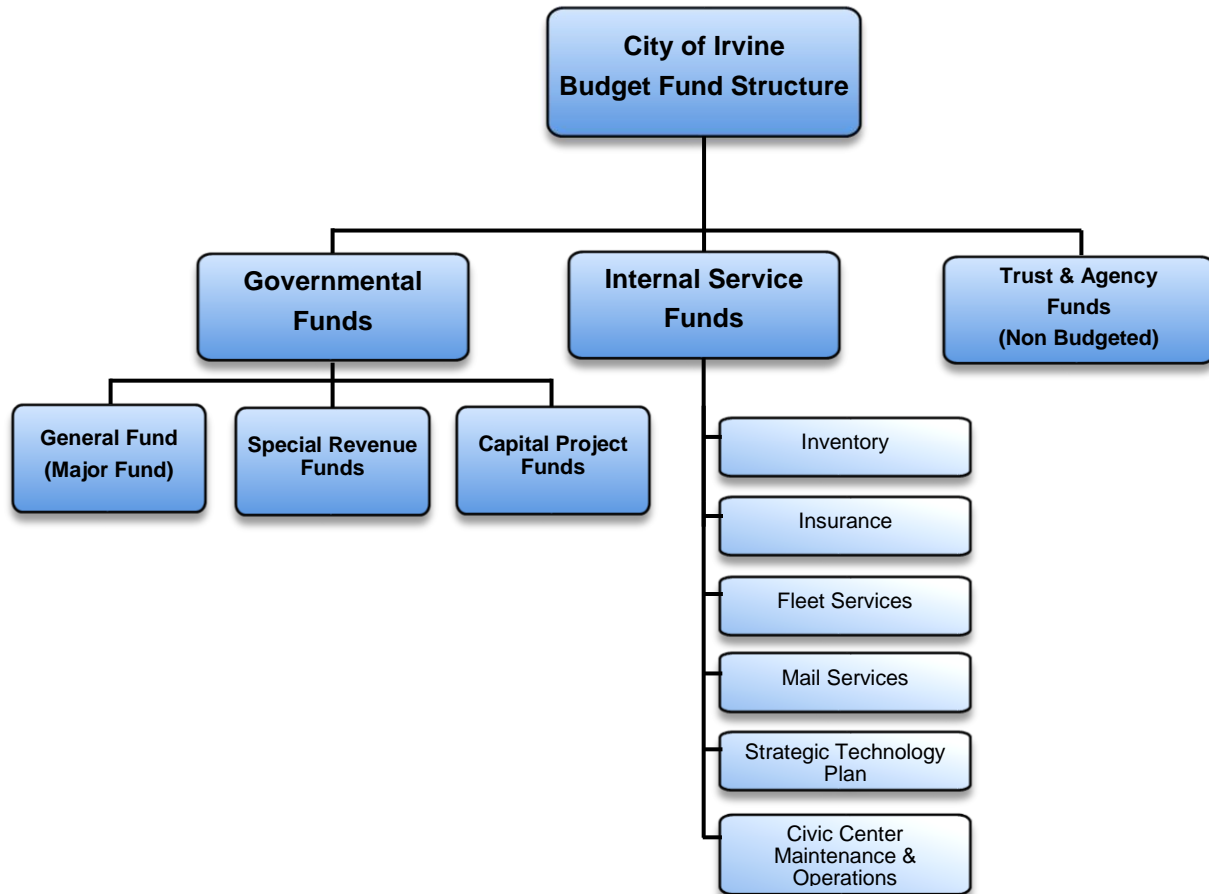 City of Irvine
Budget Fund Structure
Governmental
Funds
Internal Service
Funds
Trust & Agency
Funds
(Non Budgeted)
General Fund
(Major Fund)
Special Revenue
Funds
Capital Project
Funds
Inventory
Insurance
Fleet Services
Mail Services
Strategic Technology
Plan
Civic Center
Maintenance &
Operations